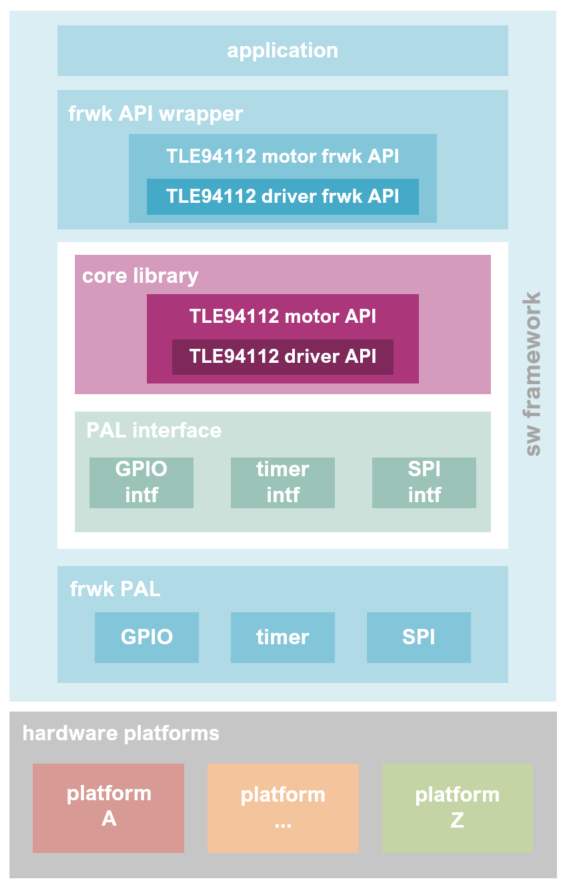 application
frwk API wrapper
TLE94112 motor frwk API
TLE94112 driver frwk API
core library
TLE94112 motor API
TLE94112 driver API
sw framework
PAL interface
GPIO
intf
timer
intf
SPI
intf
frwk PAL
GPIO
timer
SPI
hardware platforms
platform
A
platform
...
platform
Z